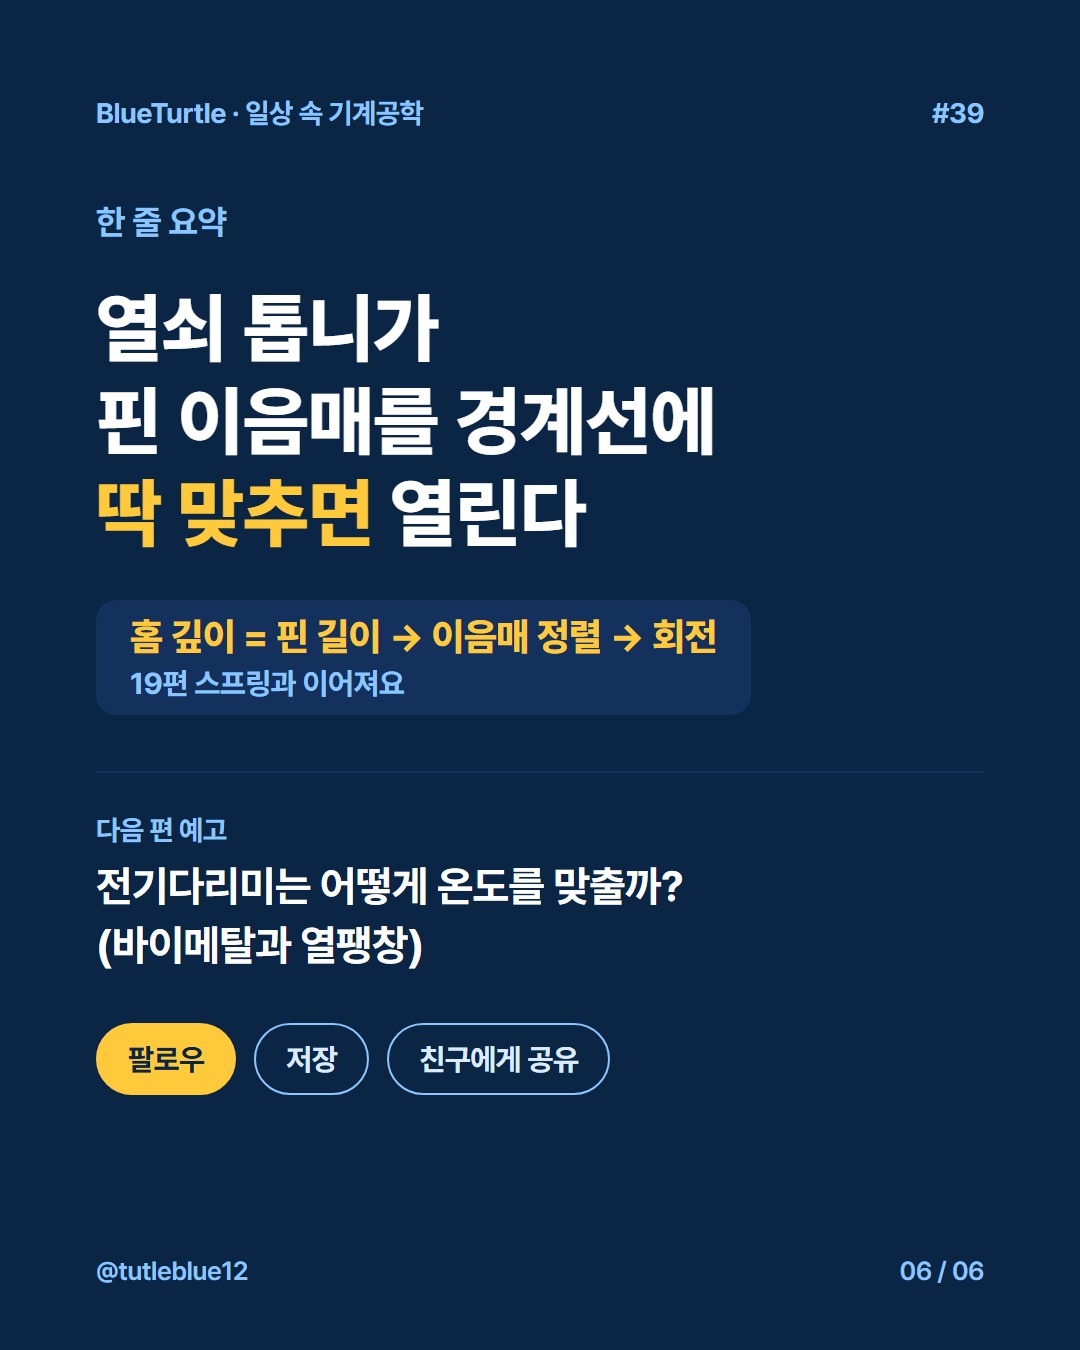 BlueTurtle · 일상 속 기계공학
#39
한 줄 요약
열쇠 톱니가
핀 이음매를 경계선에
딱 맞추면 열린다
홈 깊이 = 핀 길이 → 이음매 정렬 → 회전
19편 스프링과 이어져요
다음 편 예고
전기다리미는 어떻게 온도를 맞출까?
(바이메탈과 열팽창)
팔로우
저장
친구에게 공유
@tutleblue12
06 / 06